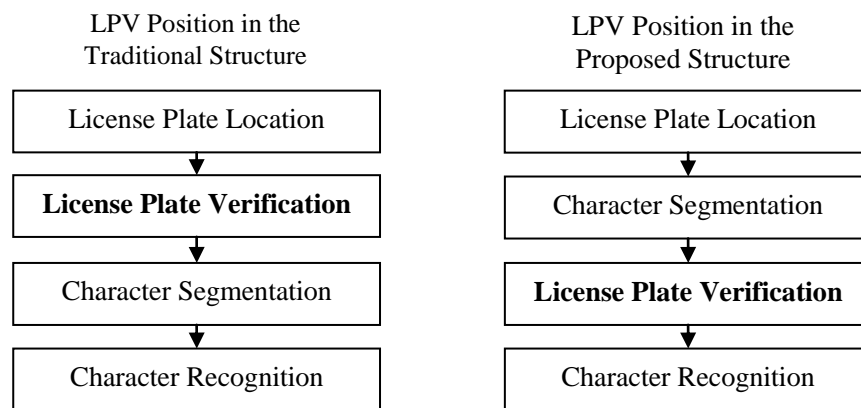 LPV Position in the
Traditional Structure
License Plate Location
License Plate Verification
Character Segmentation
Character Recognition
LPV Position in the
Proposed Structure
License Plate Location
Character Segmentation
License Plate Verification
Character Recognition